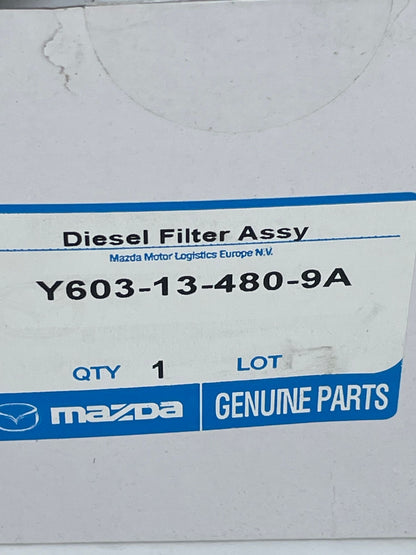 Diesel Filter Assy
Mazda Motor Logistics Europe N.V.
Y603-13-480-9A
QTY 1 LOT
mazda GENUINE PARTS